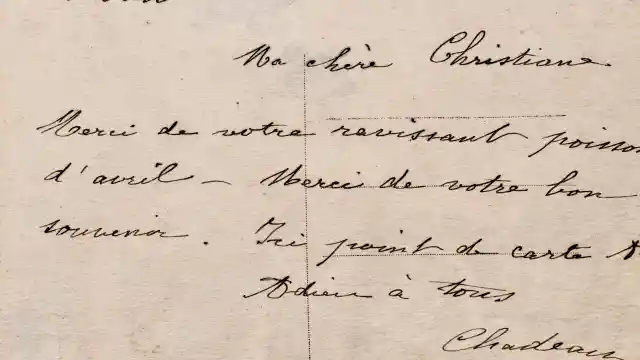 Ma chère Christiane
Merci de votre ravissant poisson
d'avril – Merci de votre bon
souvenir. Ici point de carte
Adieu à tous
Chadeau